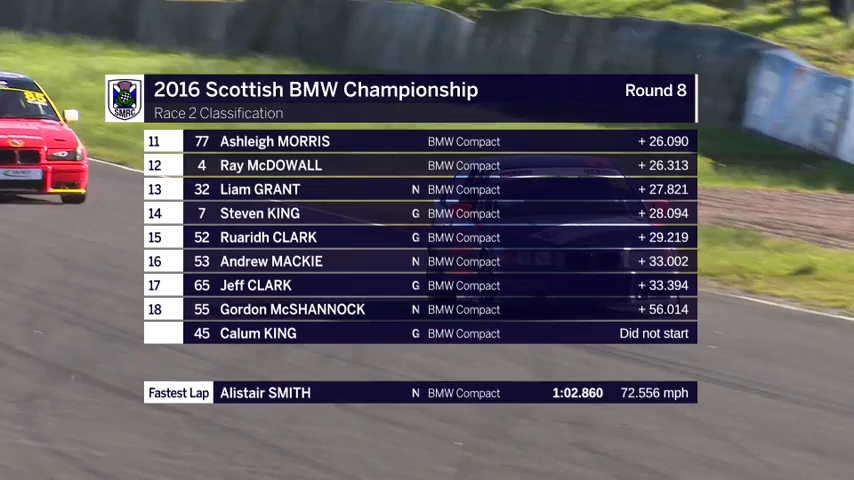 2016 Scottish BMW Championship Round 8
Race 2 Classification
SMRC
11 77 Ashleigh MORRIS BMW Compact + 26.090
12 4 Ray McDOWALL BMW Compact + 26.313
13 32 Liam GRANT N BMW Compact + 27.821
14 7 Steven KING G BMW Compact + 28.094
15 52 Ruaridh CLARK G BMW Compact + 29.219
16 53 Andrew MACKIE N BMW Compact + 33.002
17 65 Jeff CLARK G BMW Compact + 33.394
18 55 Gordon McSHANNOCK N BMW Compact + 56.014
45 Calum KING G BMW Compact Did not start
Fastest Lap Alistair SMITH N BMW Compact 1:02.860 72.556 mph